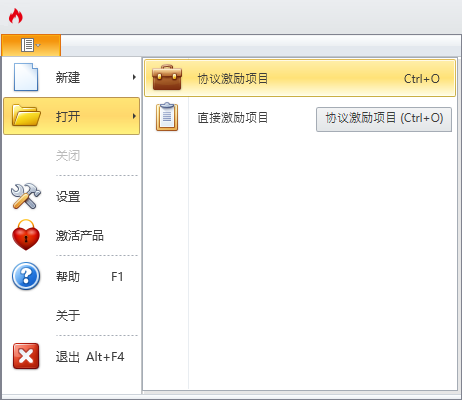 新建
打开
关闭
设置
激活产品
帮助 F1
关于
退出 Alt+F4
协议激励项目 Ctrl+O
直接激励项目
协议激励项目 (Ctrl+O)